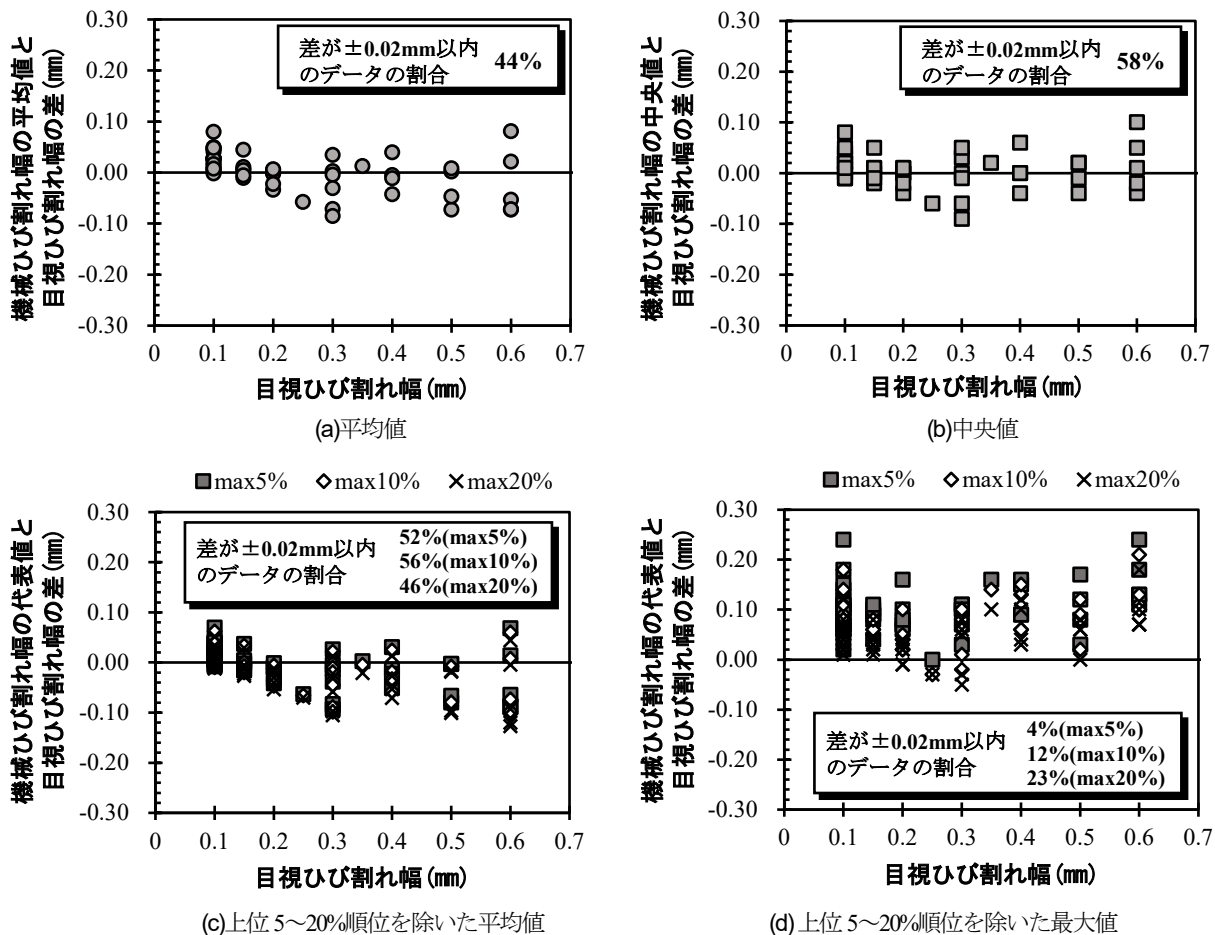 機械ひび割れ幅の平均値と
目視ひび割れ幅の差(mm)
0.30
0.20
0.10
0.00
-0.10
-0.20
-0.30
差が±0.02mm以内
のデータの割合
44%
0 0.1 0.2 0.3 0.4 0.5 0.6 0.7
目視ひび割れ幅(mm)
(a)平均値
機械ひび割れ幅の中央値と
目視ひび割れ幅の差(mm)
0.30
0.20
0.10
0.00
-0.10
-0.20
-0.30
差が±0.02mm以内
のデータの割合
58%
0 0.1 0.2 0.3 0.4 0.5 0.6 0.7
目視ひび割れ幅(mm)
(b)中央値
max5% max10% max20%
機械ひび割れ幅の代表値と
目視ひび割れ幅の差(mm)
0.30
0.20
0.10
0.00
-0.10
-0.20
-0.30
差が±0.02mm以内
のデータの割合
52%(max5%)
56%(max10%)
46%(max20%)
0 0.1 0.2 0.3 0.4 0.5 0.6 0.7
目視ひび割れ幅(mm)
(c)上位5～20%順位を除いた平均値
max5% max10% max20%
機械ひび割れ幅の代表値と
目視ひび割れ幅の差(mm)
0.30
0.20
0.10
0.00
-0.10
-0.20
-0.30
差が±0.02mm以内
のデータの割合
4%(max5%)
12%(max10%)
23%(max20%)
0 0.1 0.2 0.3 0.4 0.5 0.6 0.7
目視ひび割れ幅(mm)
(d)上位5～20%順位を除いた最大値